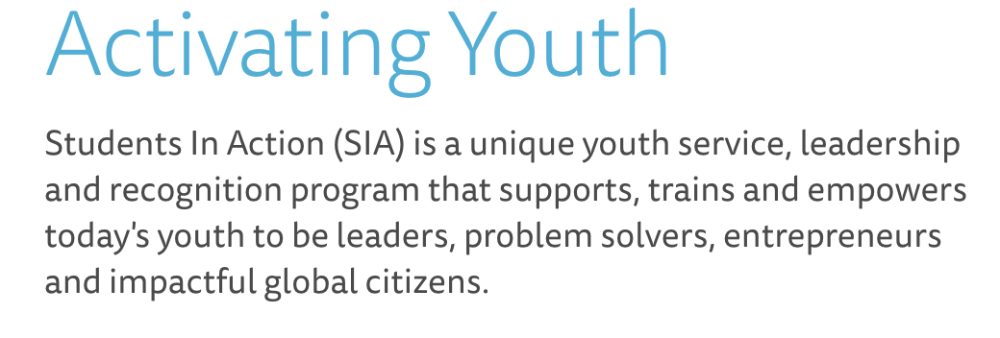 Activating Youth
Students In Action (SIA) is a unique youth service, leadership
and recognition program that supports, trains and empowers
today's youth to be leaders, problem solvers, entrepreneurs
and impactful global citizens.